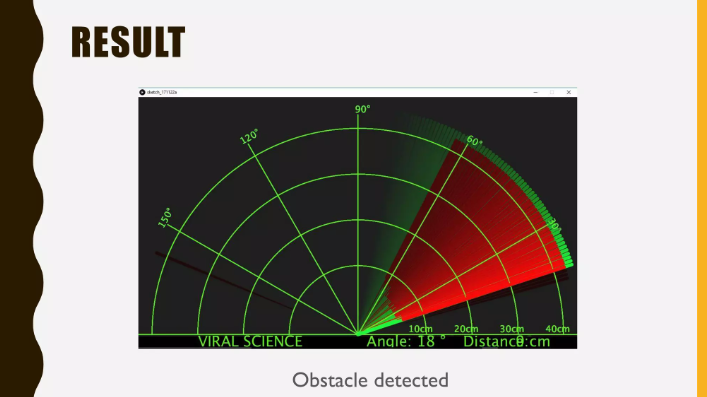 RESULT
sketch_171122a
90°
120°
60°
150°
30°
10cm 20cm 30cm 40cm
VIRAL SCIENCE Angle: 18 ° Distance: cm
Obstacle detected